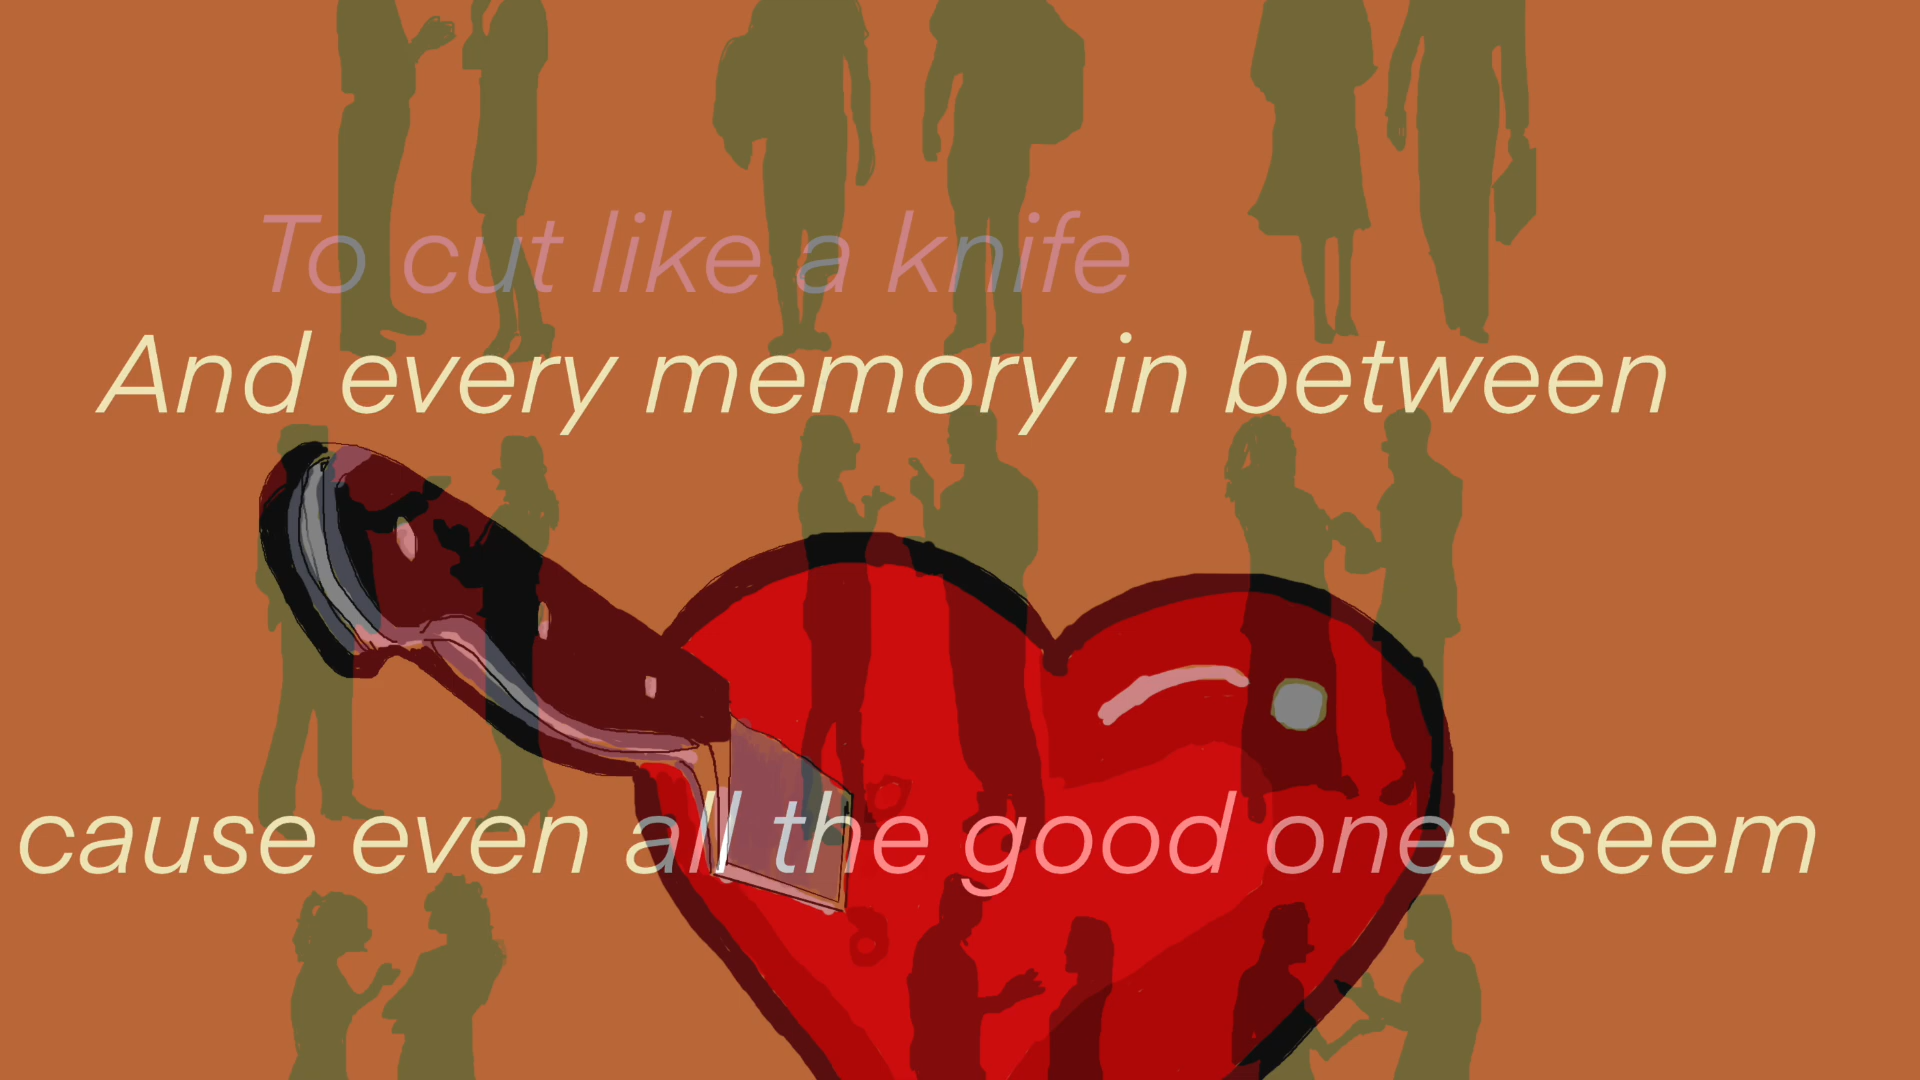 To cut like a knife
And every memory in between
cause even all the good ones seem